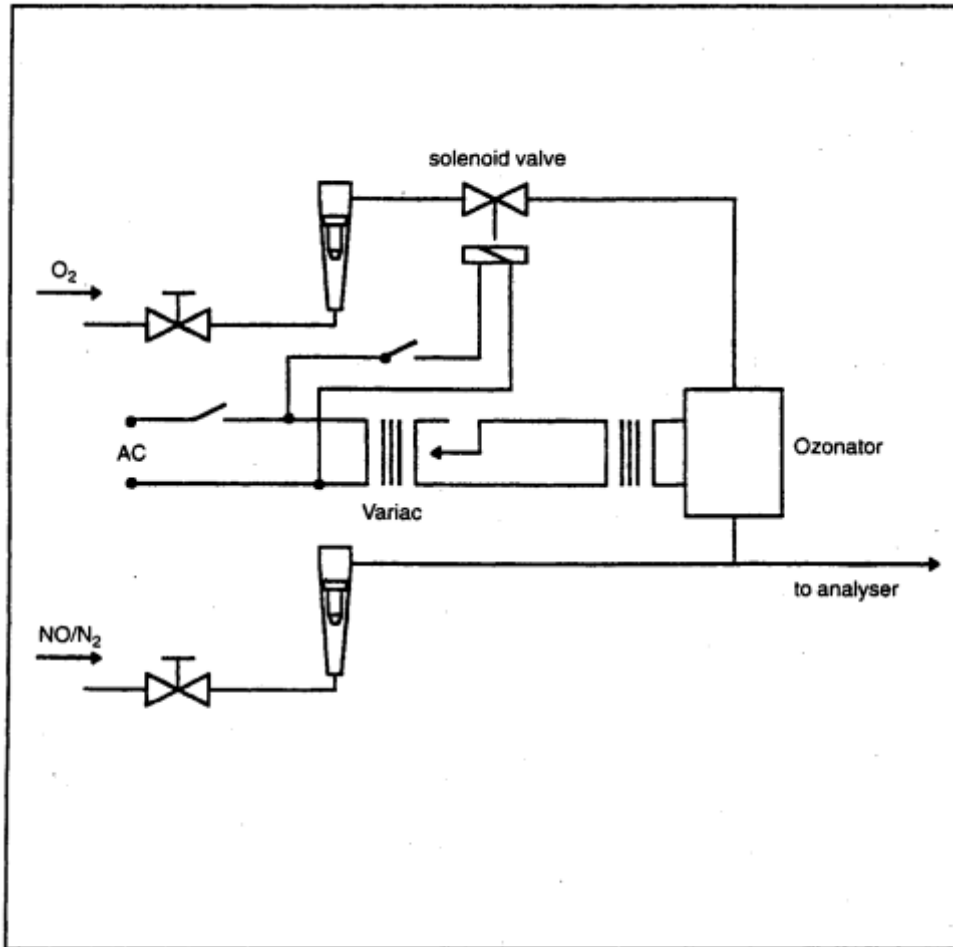 solenoid valve
O₂
AC
Ozonator
Variac
to analyser
NO/N₂